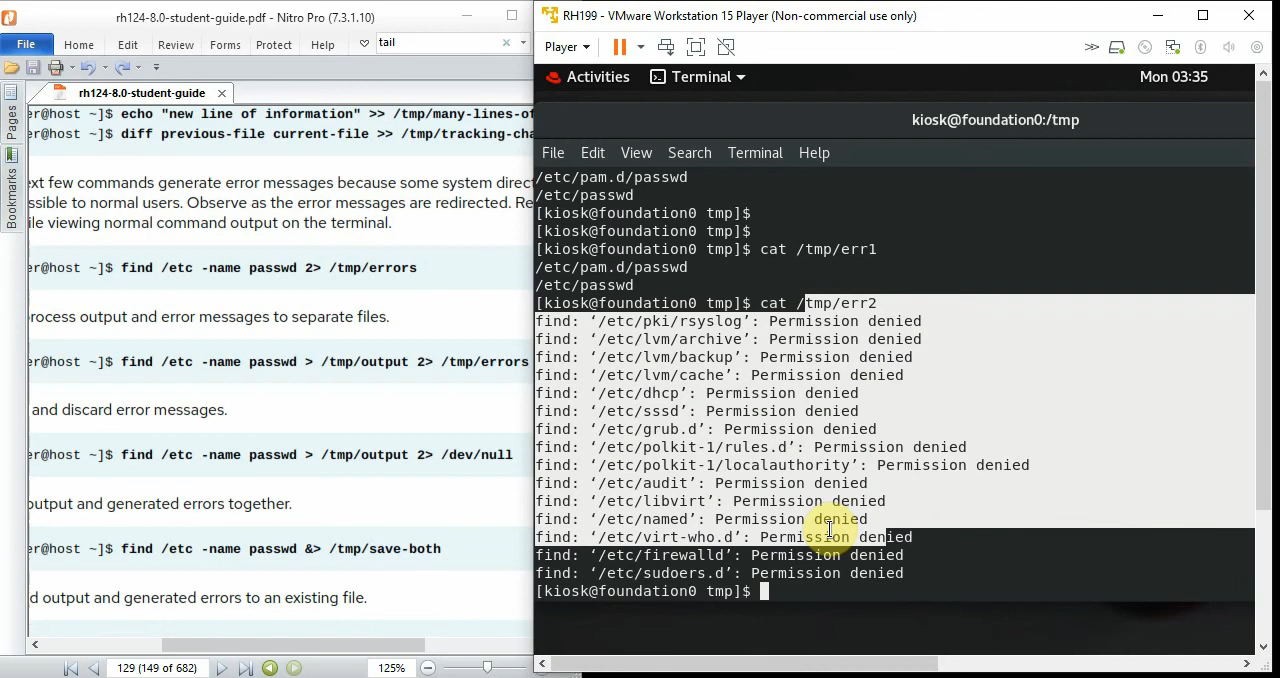 rh124-8.0-student-guide.pdf - Nitro Pro (7.3.1.10)
File Home Edit Review Forms Protect Help tail
Pages
Bookmarks
rh124-8.0-student-guide
er@host ~]$ echo "new line of information" >> /tmp/many-lines-of
er@host ~]$ diff previous-file current-file >> /tmp/tracking-cha
ext few commands generate error messages because some system direct
ssible to normal users. Observe as the error messages are redirected. Re
ile viewing normal command output on the terminal.
er@host ~]$ find /etc -name passwd 2> /tmp/errors
rocess output and error messages to separate files.
er@host ~]$ find /etc -name passwd > /tmp/output 2> /tmp/errors
and discard error messages.
er@host ~]$ find /etc -name passwd > /tmp/output 2> /dev/null
output and generated errors together.
er@host ~]$ find /etc -name passwd &> /tmp/save-both
d output and generated errors to an existing file.
129 (149 of 682) 125%
RH199 - VMware Workstation 15 Player (Non-commercial use only)
Player
Activities Terminal Mon 03:35
kiosk@foundation0:/tmp
File Edit View Search Terminal Help
/etc/pam.d/passwd
/etc/passwd
[kiosk@foundation0 tmp]$
[kiosk@foundation0 tmp]$
[kiosk@foundation0 tmp]$ cat /tmp/err1
/etc/pam.d/passwd
/etc/passwd
[kiosk@foundation0 tmp]$ cat /tmp/err2
find: ‘/etc/pki/rsyslog’: Permission denied
find: ‘/etc/lvm/archive’: Permission denied
find: ‘/etc/lvm/backup’: Permission denied
find: ‘/etc/lvm/cache’: Permission denied
find: ‘/etc/dhcp’: Permission denied
find: ‘/etc/sssd’: Permission denied
find: ‘/etc/grub.d’: Permission denied
find: ‘/etc/polkit-1/rules.d’: Permission denied
find: ‘/etc/polkit-1/localauthority’: Permission denied
find: ‘/etc/audit’: Permission denied
find: ‘/etc/libvirt’: Permission denied
find: ‘/etc/named’: Permission denied
find: ‘/etc/virt-who.d’: Permission denied
find: ‘/etc/firewalld’: Permission denied
find: ‘/etc/sudoers.d’: Permission denied
[kiosk@foundation0 tmp]$